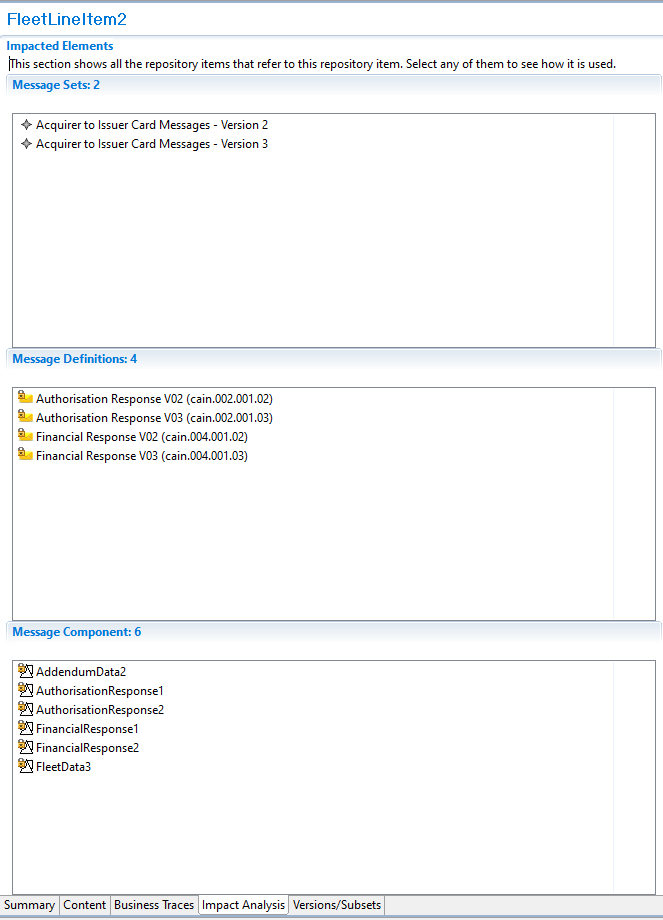 FleetLineItem2
Impacted Elements
This section shows all the repository items that refer to this repository item. Select any of them to see how it is used.
Message Sets: 2
Acquirer to Issuer Card Messages - Version 2
Acquirer to Issuer Card Messages - Version 3
Message Definitions: 4
Authorisation Response V02 (cain.002.001.02)
Authorisation Response V03 (cain.002.001.03)
Financial Response V02 (cain.004.001.02)
Financial Response V03 (cain.004.001.03)
Message Component: 6
AddendumData2
AuthorisationResponse1
AuthorisationResponse2
FinancialResponse1
FinancialResponse2
FleetData3
Summary Content Business Traces Impact Analysis Versions/Subsets